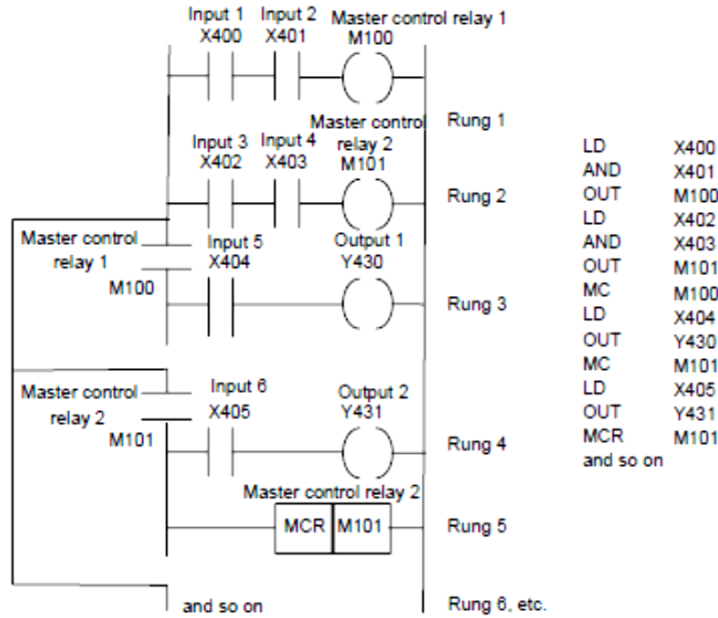 Input 1 Input 2 Master control relay 1
X400 X401 M100
Rung 1
Master control
relay 2
Input 3 Input 4
X402 X403 M101
Rung 2
Master control
relay 1
M100
Input 5 Output 1
X404 Y430
Rung 3
Master control
relay 2
M101
Input 6 Output 2
X405 Y431
Rung 4
Master control relay 2
MCR M101
Rung 5
and so on
Rung 6, etc.
LD X400
AND X401
OUT M100
LD X402
AND X403
OUT M101
MC M100
LD X404
OUT Y430
MC M101
LD X405
OUT Y431
MCR M101
and so on